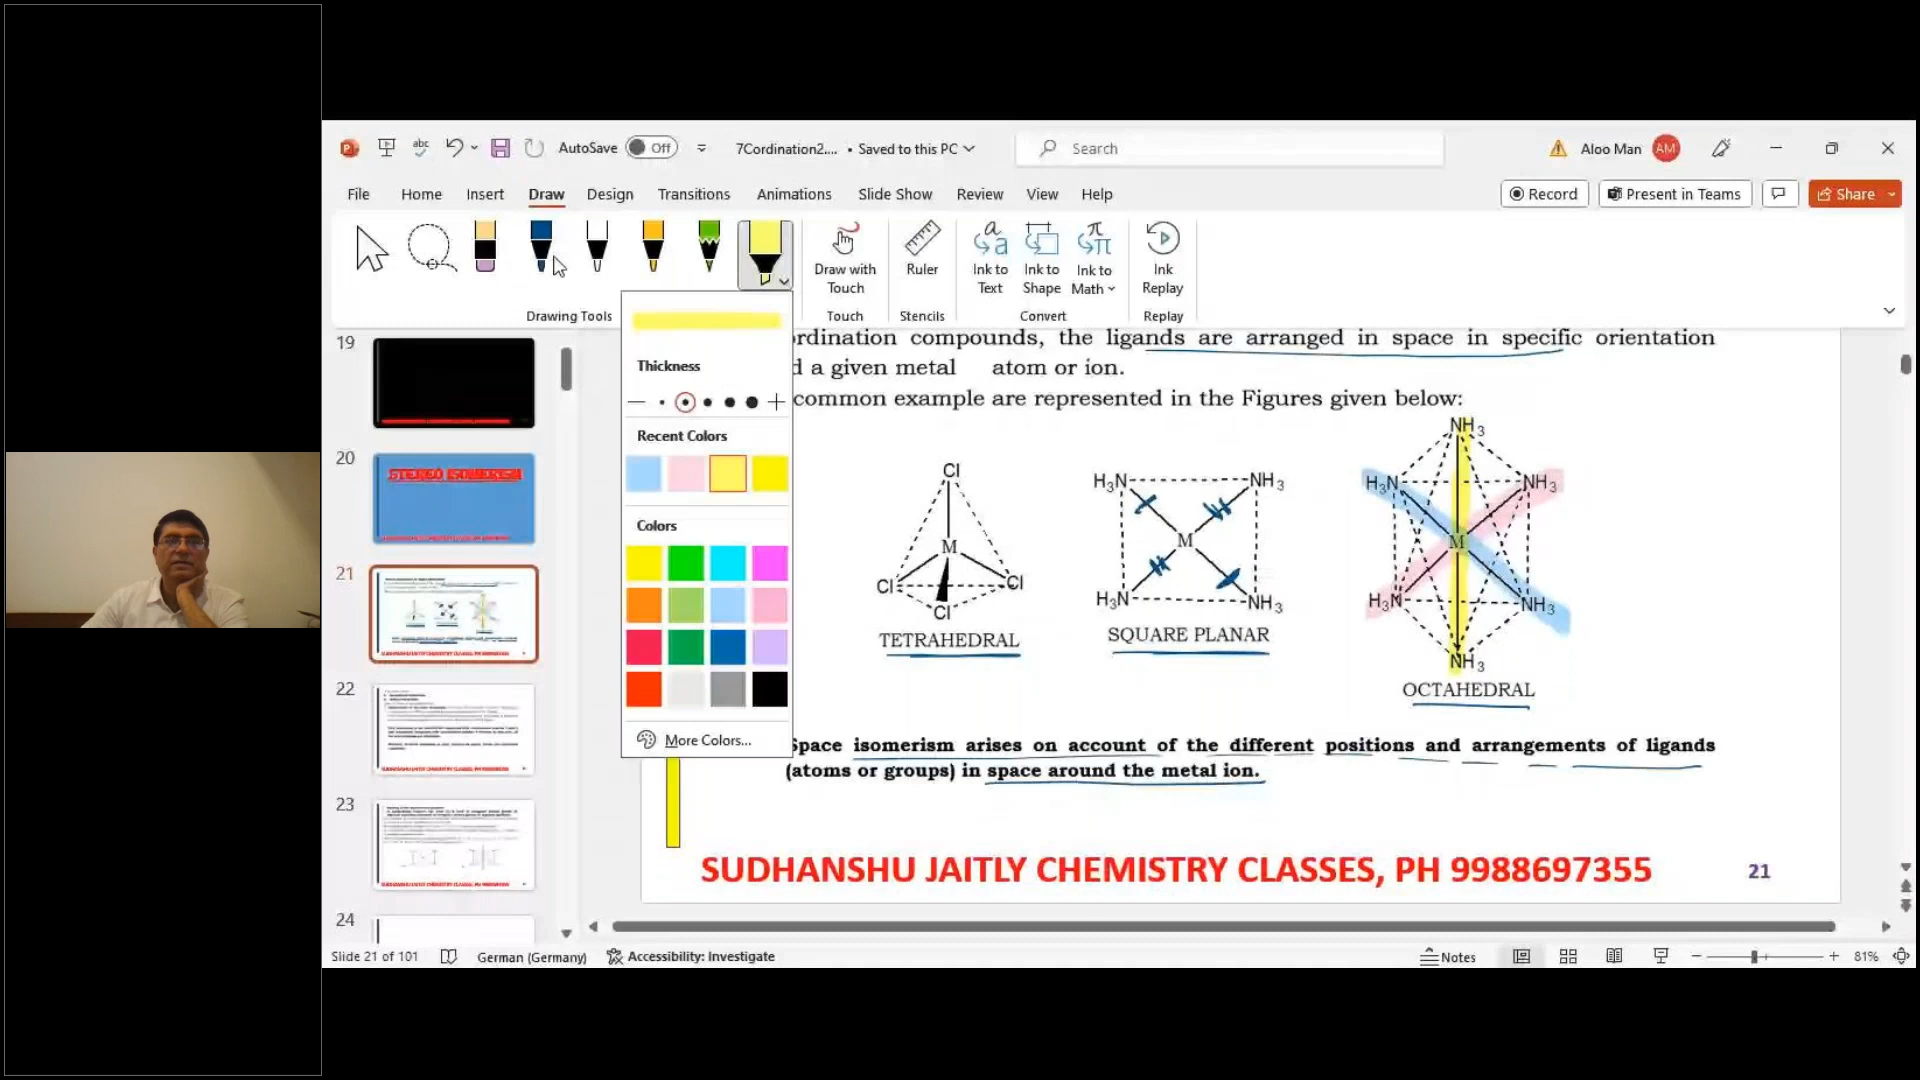 AutoSave Off 7Cordination2.... • Saved to this PC Search Aloo Man AM
File Home Insert Draw Design Transitions Animations Slide Show Review View Help Record Present in Teams Share
Draw with Touch Ruler Ink to Text Ink to Shape Ink to Math Ink Replay
Drawing Tools Touch Stencils Convert Replay
Thickness
Recent Colors
Colors
More Colors...
19
20
STEREO ISOMERISM
21
22
23
24
rdination compounds, the ligands are arranged in space in specific orientation
d a given metal atom or ion.
common example are represented in the Figures given below:
Cl
M
Cl Cl
Cl
TETRAHEDRAL
H₃N NH₃
M
H₃N NH₃
SQUARE PLANAR
NH₃
H₃N NH₃
M
H₃N NH₃
NH₃
OCTAHEDRAL
Space isomerism arises on account of the different positions and arrangements of ligands
(atoms or groups) in space around the metal ion.
SUDHANSHU JAITLY CHEMISTRY CLASSES, PH 9988697355 21
Slide 21 of 101 German (Germany) Accessibility: Investigate Notes 81%